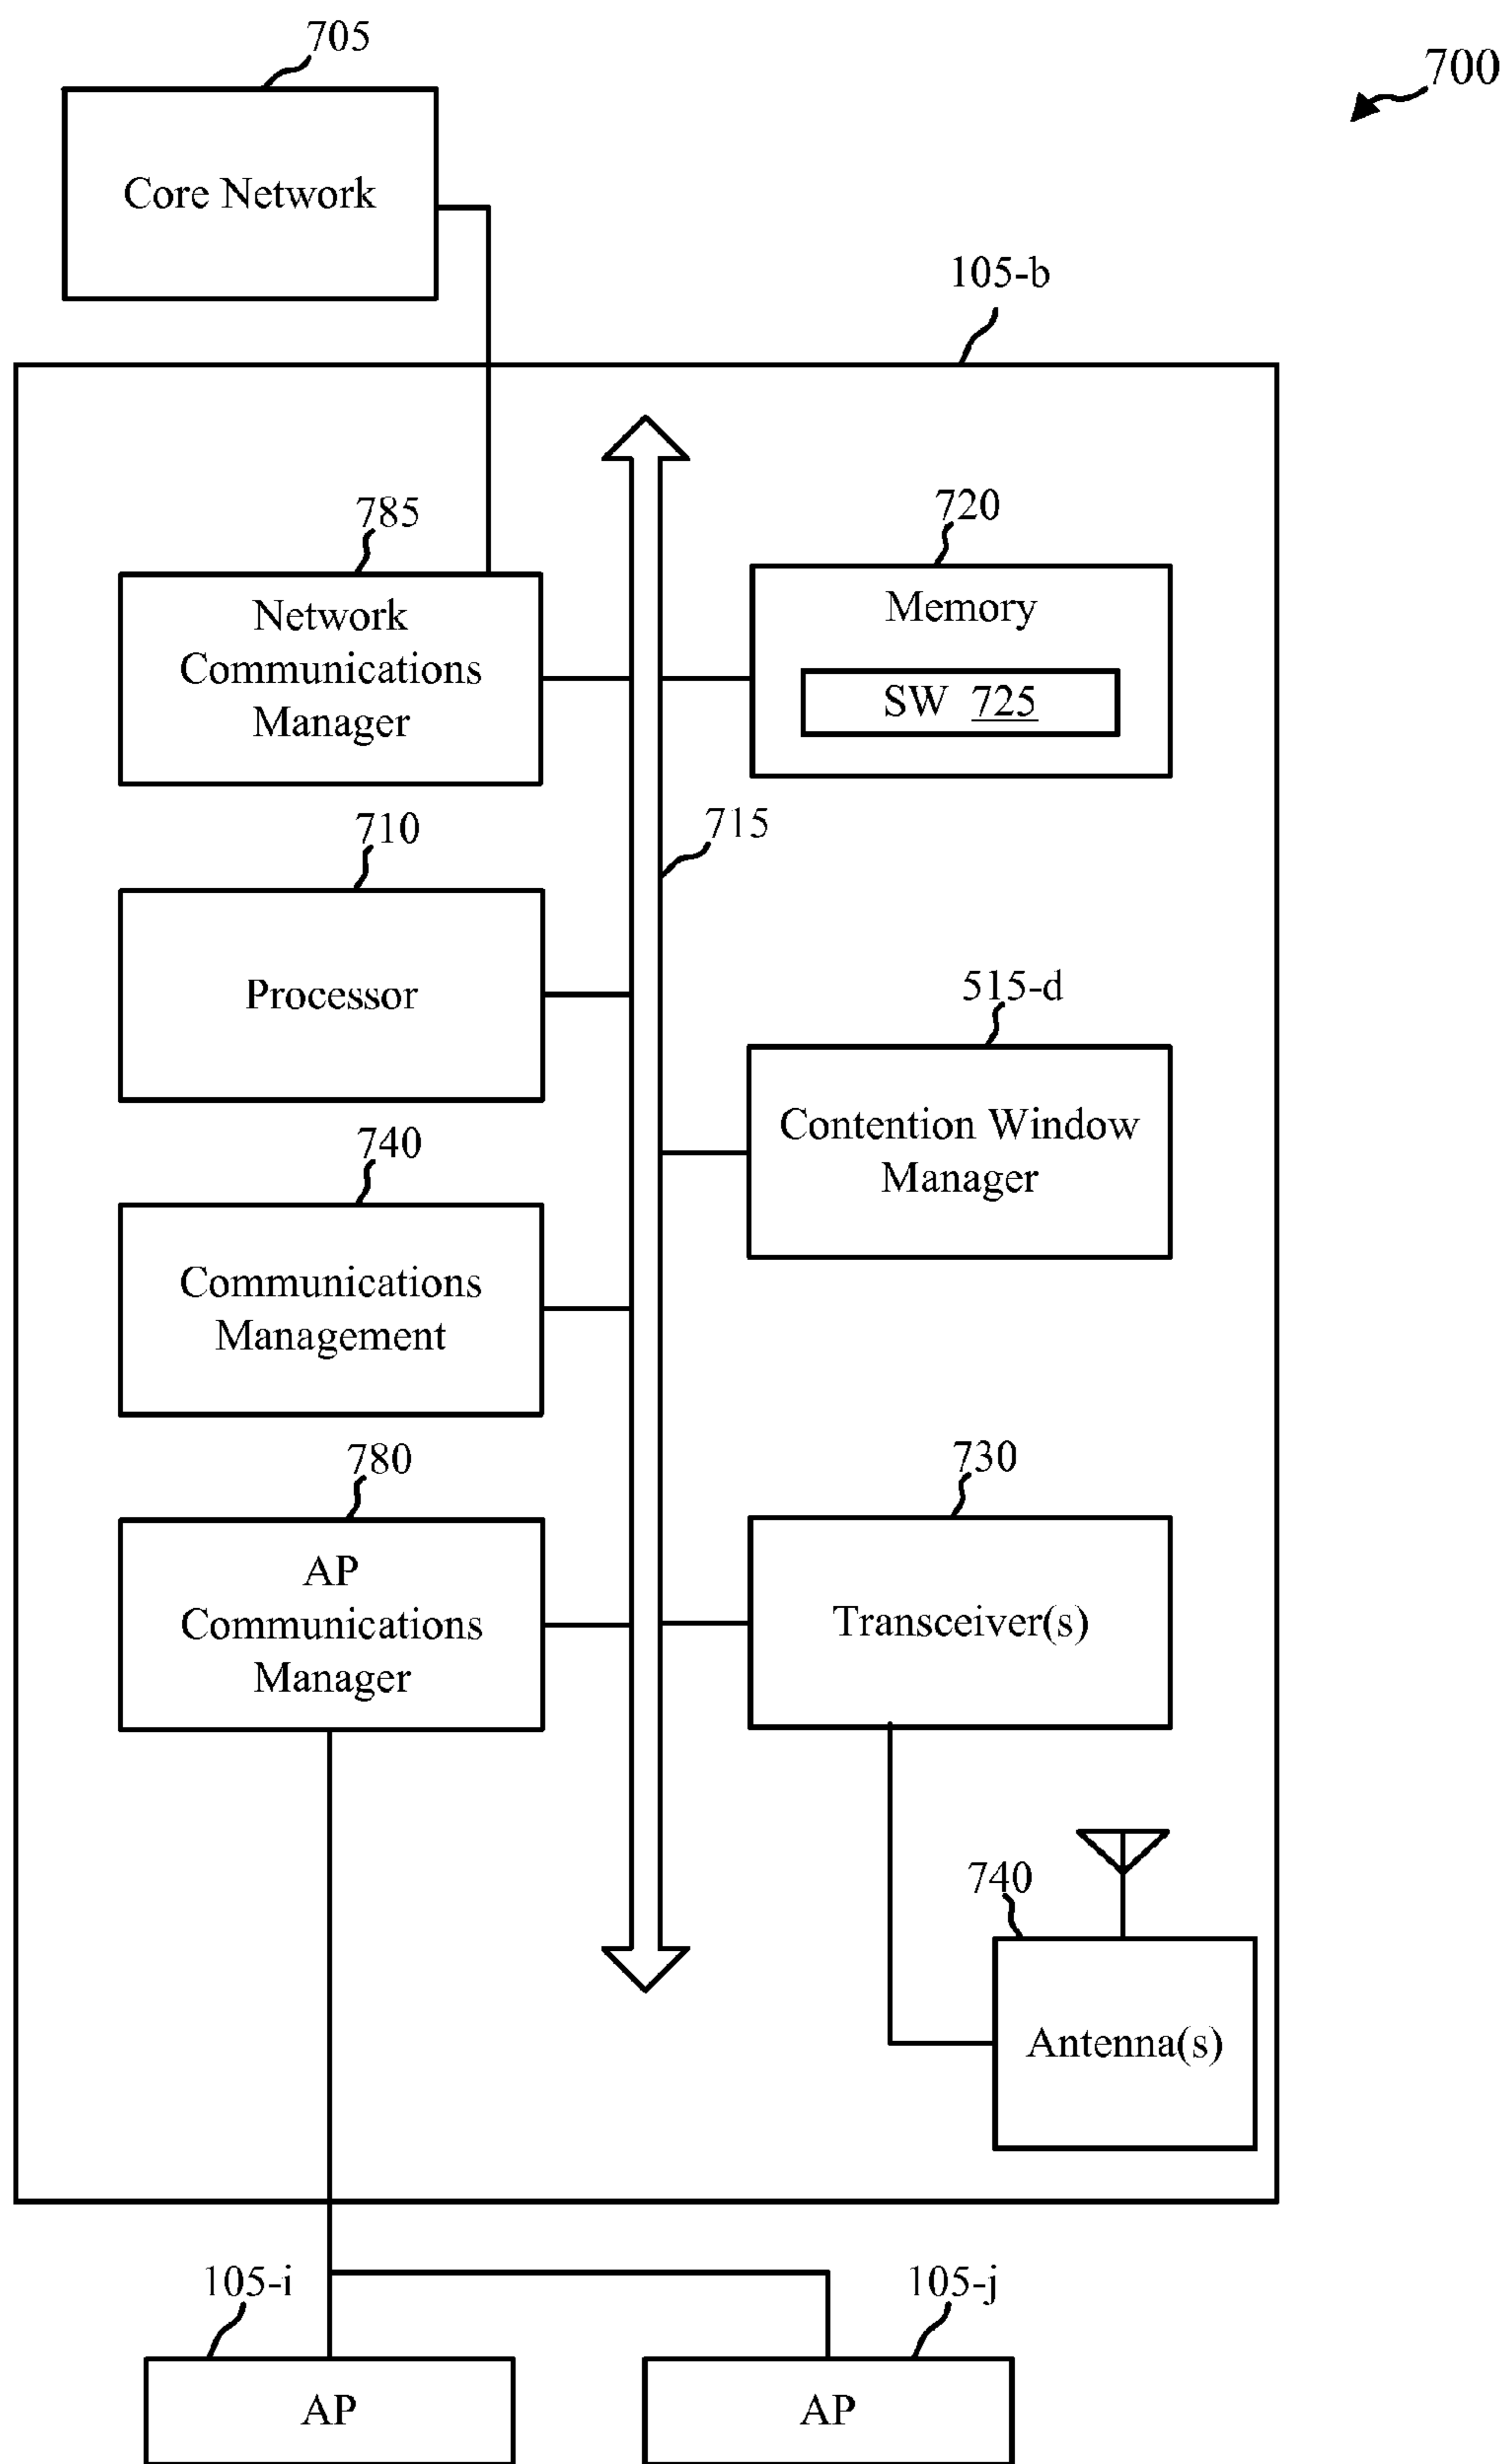 705
700
Core Network
105-b
785
720
Network
Communications
Manager
Memory
SW 725
710
715
Processor
515-d
740
Contention Window
Manager
Communications
Management
780
730
AP
Communications
Manager
Transceiver(s)
740
Antenna(s)
105-i
105-j
AP
AP